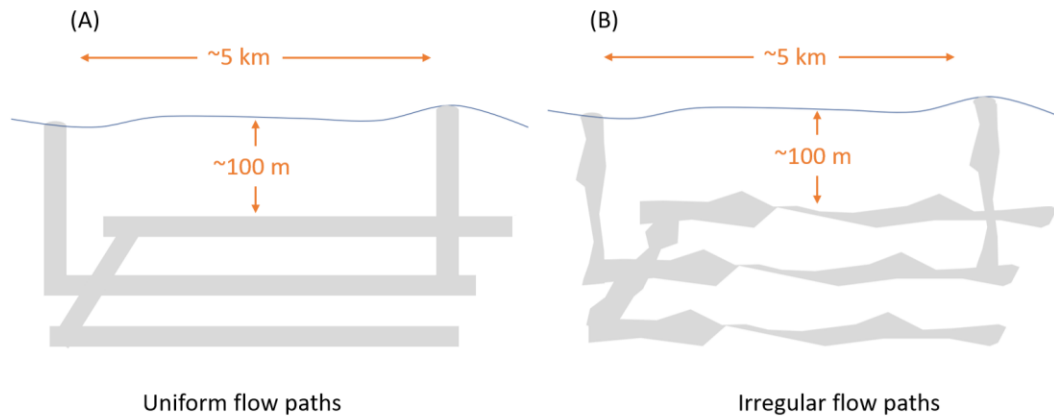 (A)
~5 km
~100 m
Uniform flow paths
(B)
~5 km
~100 m
Irregular flow paths